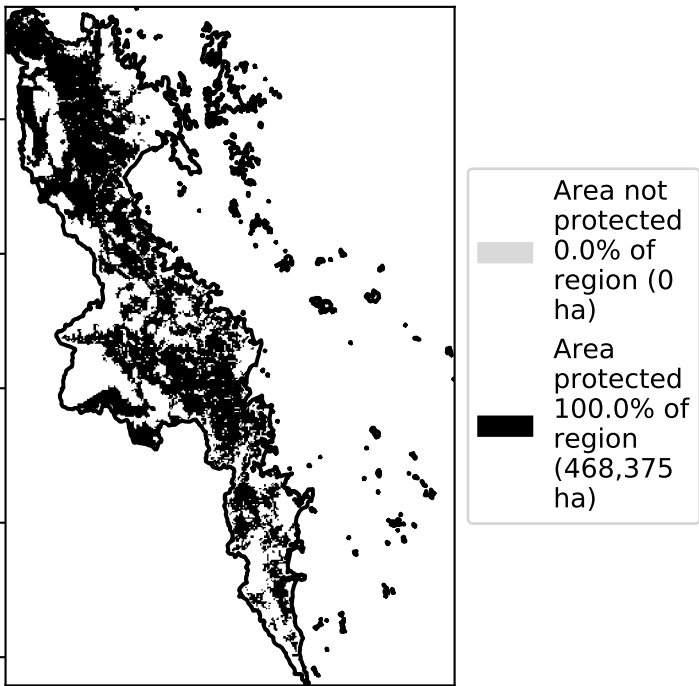 Area not
protected
0.0% of
region (0
ha)
Area
protected
100.0% of
region
(468,375
ha)